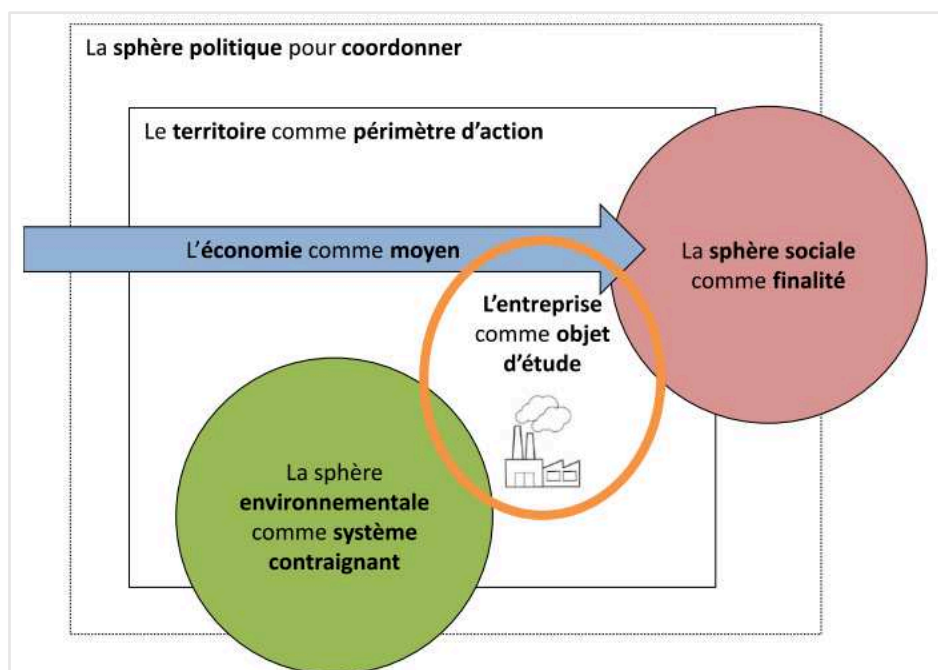 La sphère politique pour coordonner
Le territoire comme périmètre d'action
L'économie comme moyen
La sphère sociale
comme finalité
L'entreprise
comme objet
d'étude
La sphère
environnementale
comme système
contraignant